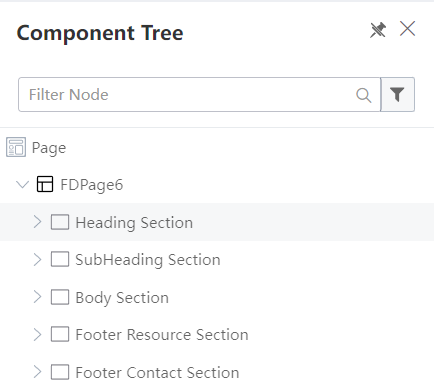 Component Tree
Filter Node
Page
FDPage6
Heading Section
SubHeading Section
Body Section
Footer Resource Section
Footer Contact Section